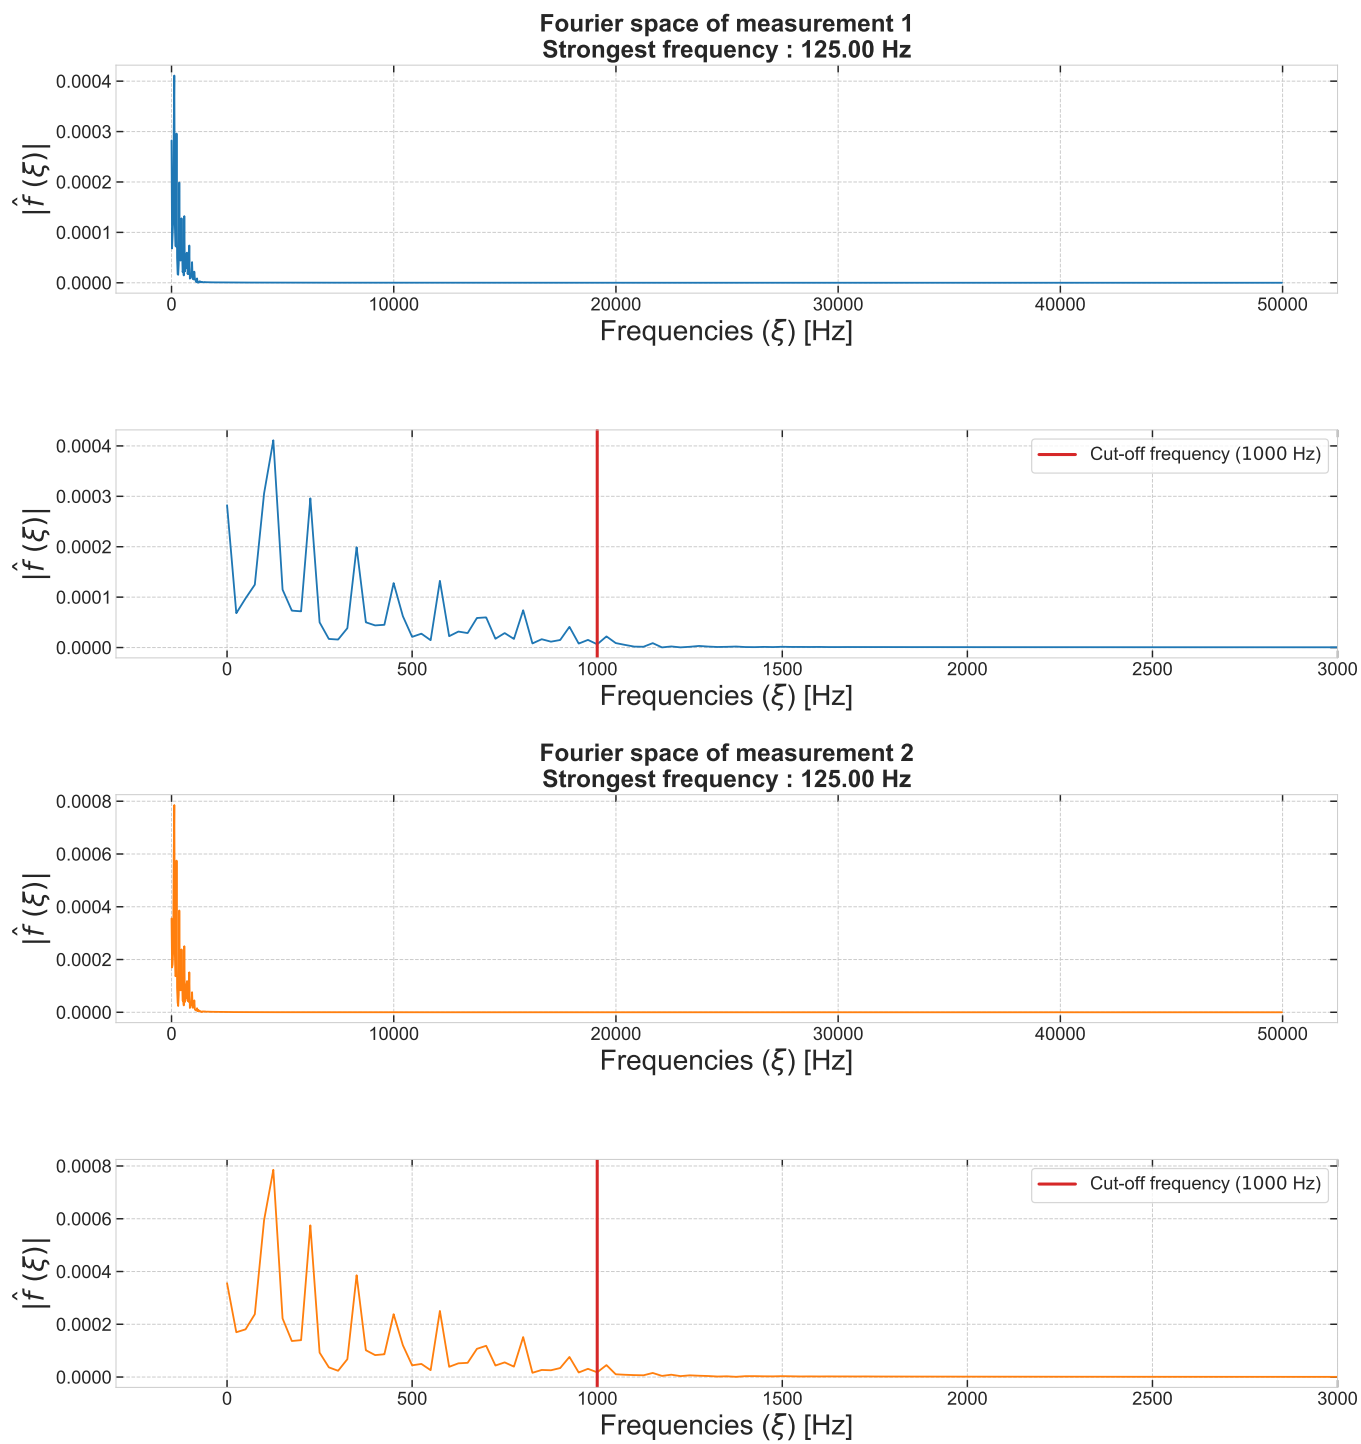 Fourier space of measurement 1
Strongest frequency : 125.00 Hz
0.0004
0.0003
0.0002
0.0001
0.0000
|f̂ (ξ)|
0 10000 20000 30000 40000 50000
Frequencies (ξ) [Hz]
0.0004
0.0003
0.0002
0.0001
0.0000
|f̂ (ξ)|
Cut-off frequency (1000 Hz)
0 500 1000 1500 2000 2500 3000
Frequencies (ξ) [Hz]
Fourier space of measurement 2
Strongest frequency : 125.00 Hz
0.0008
0.0006
0.0004
0.0002
0.0000
|f̂ (ξ)|
0 10000 20000 30000 40000 50000
Frequencies (ξ) [Hz]
0.0008
0.0006
0.0004
0.0002
0.0000
|f̂ (ξ)|
Cut-off frequency (1000 Hz)
0 500 1000 1500 2000 2500 3000
Frequencies (ξ) [Hz]